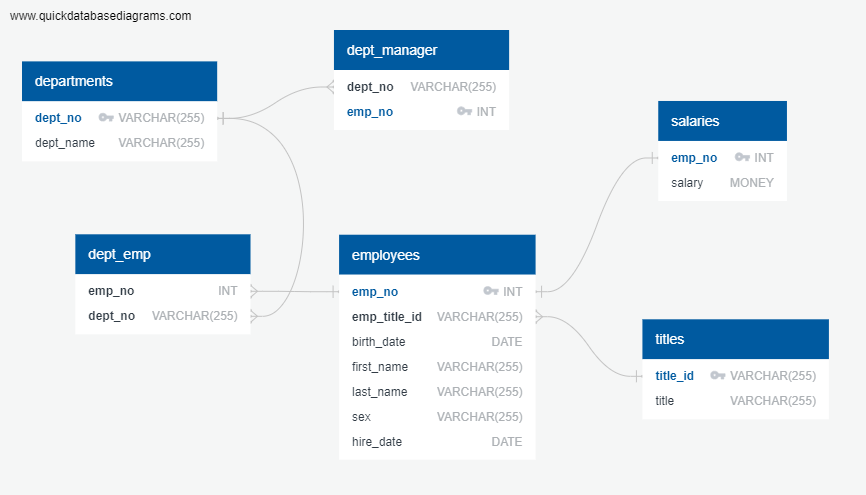 www.quickdatabasediagrams.com
dept_manager
dept_no VARCHAR(255)
emp_no INT
departments
dept_no VARCHAR(255)
dept_name VARCHAR(255)
salaries
emp_no INT
salary MONEY
dept_emp
emp_no INT
dept_no VARCHAR(255)
employees
emp_no INT
emp_title_id VARCHAR(255)
birth_date DATE
first_name VARCHAR(255)
last_name VARCHAR(255)
sex VARCHAR(255)
hire_date DATE
titles
title_id VARCHAR(255)
title VARCHAR(255)